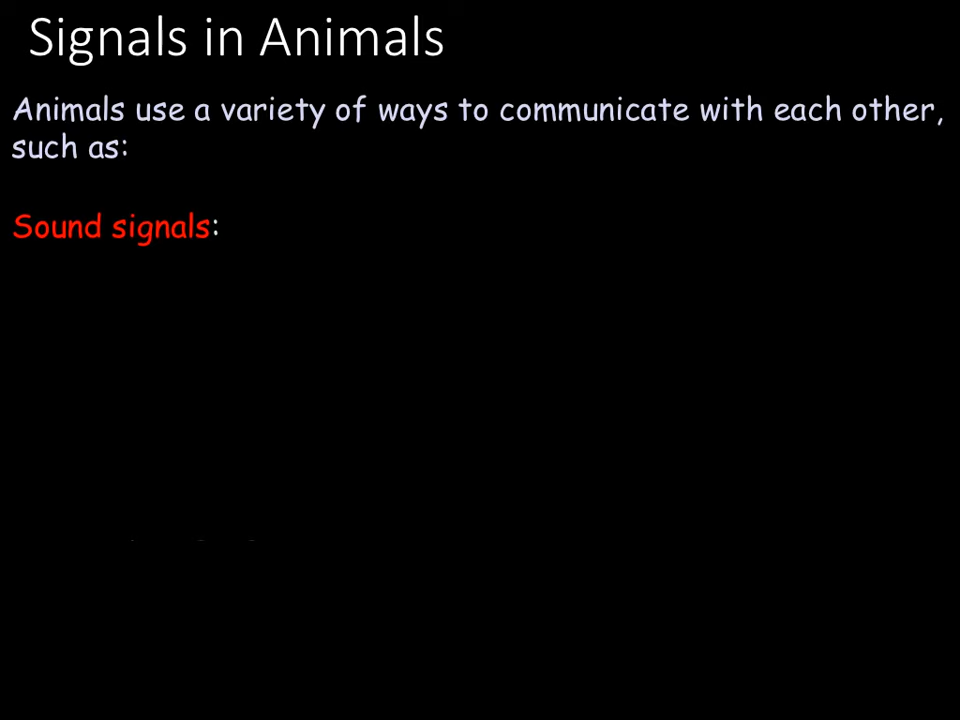 Signals in Animals
Animals use a variety of ways to communicate with each other,
such as:
Sound signals: